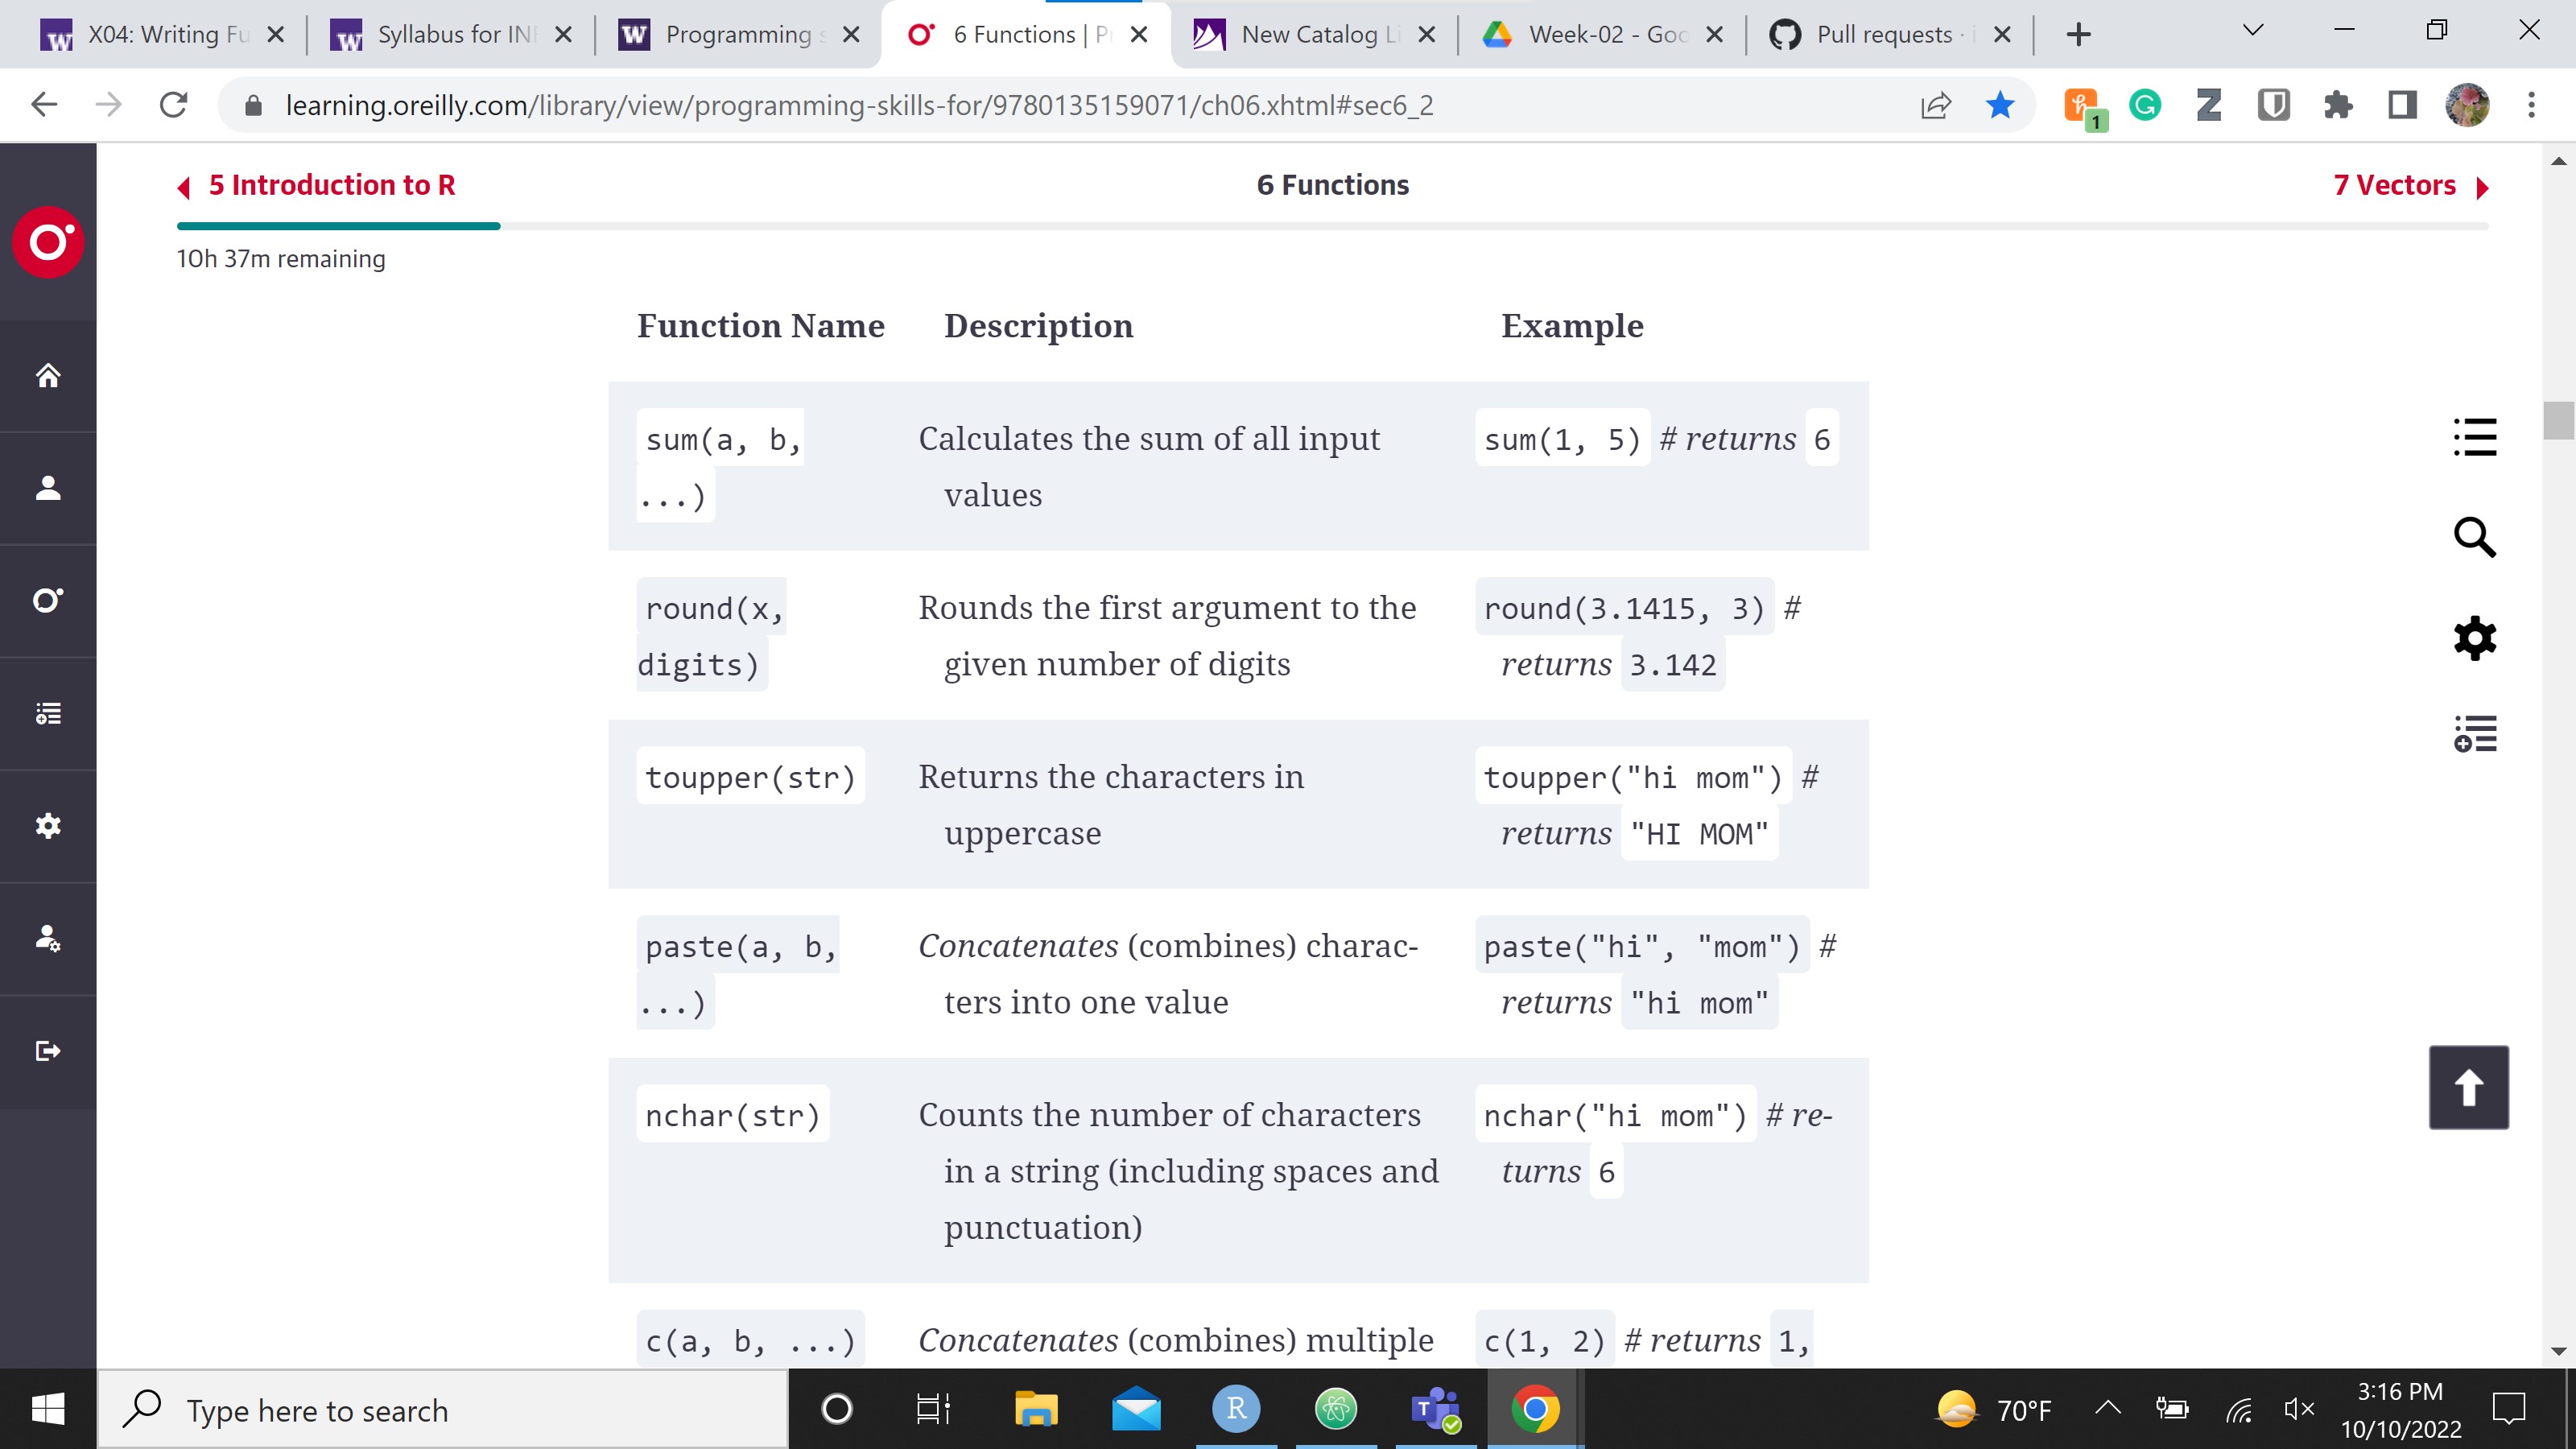 X04: Writing Fu
Syllabus for INF
Programming s
6 Functions | P
New Catalog Li
Week-02 - Goo
Pull requests ·
learning.oreilly.com/library/view/programming-skills-for/9780135159071/ch06.xhtml#sec6_2
1
5 Introduction to R
6 Functions
7 Vectors
10h 37m remaining
Function Name Description Example
sum(a, b, Calculates the sum of all input sum(1, 5) # returns 6
...) values
round(x, Rounds the first argument to the round(3.1415, 3) #
digits) given number of digits returns 3.142
toupper(str) Returns the characters in toupper("hi mom") #
uppercase returns "HI MOM"
paste(a, b, Concatenates (combines) charac- paste("hi", "mom") #
...) ters into one value returns "hi mom"
nchar(str) Counts the number of characters nchar("hi mom") # re-
in a string (including spaces and turns 6
punctuation)
c(a, b, ...) Concatenates (combines) multiple c(1, 2) # returns 1,
Type here to search
70°F
3:16 PM
10/10/2022